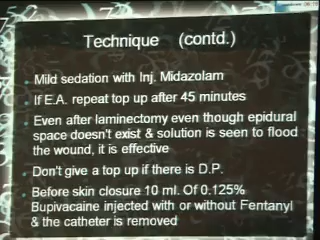 Technique (contd.)
Mild sedation with Inj. Midazolam
If E.A. repeat top up after 45 minutes
Even after laminectomy even though epidural
space doesn't exist & solution is seen to flood
the wound, it is effective
Don't give a top up if there is D.P.
Before skin closure 10 ml. Of 0.125%
Bupivacaine injected with or without Fentanyl
& the catheter is removed